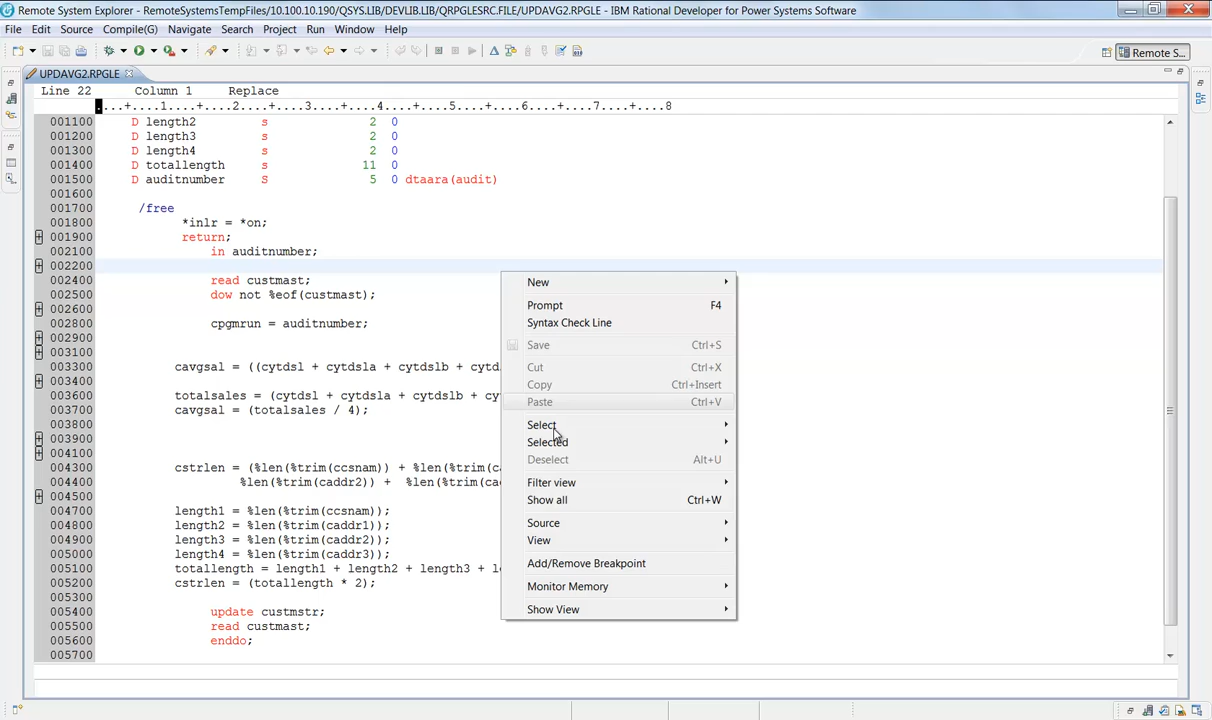 Remote System Explorer - RemoteSystemsTempFiles/10.100.10.190/QSYS.LIB/DEVLIB.LIB/QRPGLESRC.FILE/UPDAVG2.RPGLE - IBM Rational Developer for Power Systems Software
File Edit Source Compile(G) Navigate Search Project Run Window Help
Remote S...
UPDAVG2.RPGLE
Line 22 Column 1 Replace
....+....1....+....2....+....3....+....4....+....5....+....6....+....7....+....8
001100 D length2 s 2 0
001200 D length3 s 2 0
001300 D length4 s 2 0
001400 D totallength s 11 0
001500 D auditnumber S 5 0 dtaara(audit)
001600
001700 /free
001800 *inlr = *on;
001900 return;
002100 in auditnumber;
002200
002400 read custmast;
002500 dow not %eof(custmast);
002600
002800 cpgmrun = auditnumber;
002900
003100
003300 cavgsal = ((cytdsl + cytdsla + cytdslb + cytd
003400
003600 totalsales = (cytdsl + cytdsla + cytdslb + cy
003700 cavgsal = (totalsales / 4);
003800
003900
004100
004300 cstrlen = (%len(%trim(ccsnam)) + %len(%trim(ca
004400 %len(%trim(caddr2)) + %len(%trim(cad
004500
004700 length1 = %len(%trim(ccsnam));
004800 length2 = %len(%trim(caddr1));
004900 length3 = %len(%trim(caddr2));
005000 length4 = %len(%trim(caddr3));
005100 totallength = length1 + length2 + length3 + le
005200 cstrlen = (totallength * 2);
005300
005400 update custmstr;
005500 read custmast;
005600 enddo;
005700
New
Prompt F4
Syntax Check Line
Save Ctrl+S
Cut Ctrl+X
Copy Ctrl+Insert
Paste Ctrl+V
Select
Selected
Deselect Alt+U
Filter view
Show all Ctrl+W
Source
View
Add/Remove Breakpoint
Monitor Memory
Show View